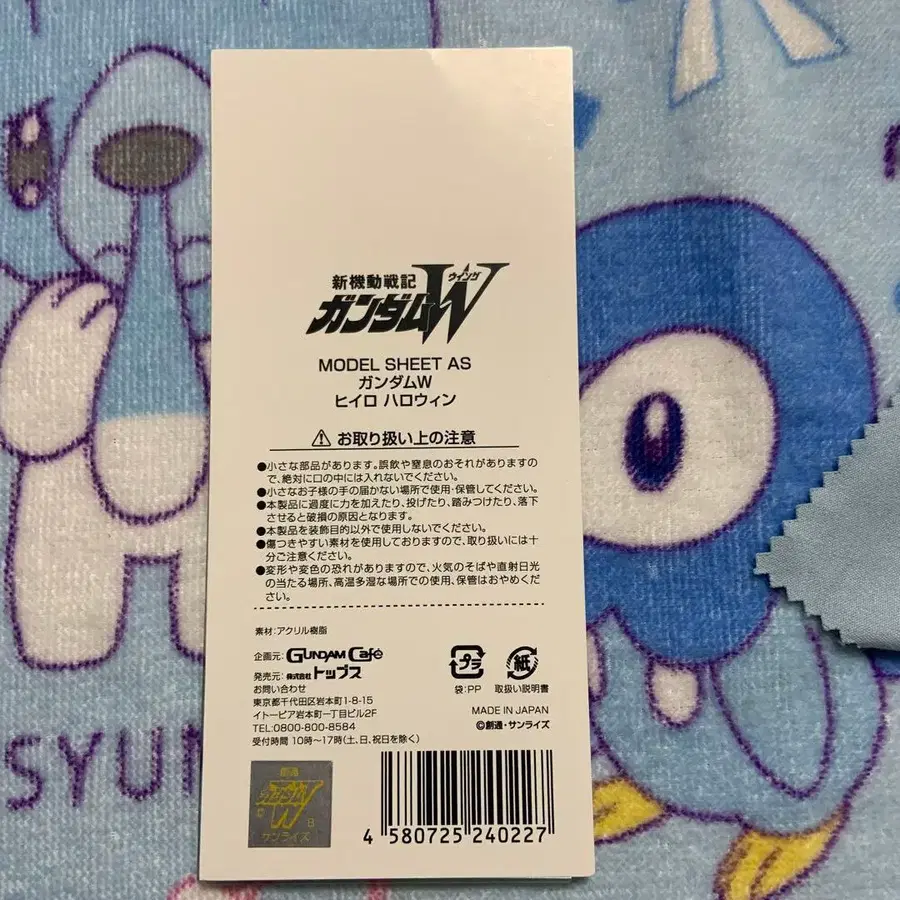 新機動戦記
ウイング
ガンダムW
MODEL SHEET AS
ガンダムW
ヒイロ ハロウィン
お取り扱い上の注意
●小さな部品があります。誤飲や窒息のおそれがありますので、絶対に口の中には入れないでください。
●小さなお子様の手の届かない場所で使用・保管してください。
●本製品に過度に力を加えたり、投げたり、踏みつけたり、落下させると破損の原因となります。
●本製品を装飾目的以外で使用しないでください。
●傷つきやすい素材を使用しておりますので、取り扱いには十分ご注意ください。
●変形や変色の恐れがありますので、火気のそばや直射日光の当たる場所、高温多湿な場所での使用、保管はおやめください。
素材:アクリル樹脂
企画元: GUNDAM Café
発売元: 株式会社トップス
お問い合わせ
東京都千代田区岩本町1-8-15
イトーピア岩本町一丁目ビル2F
TEL:0800-800-8584
受付時間 10時～17時(土、日、祝日を除く)
プラ
袋:PP
紙
取扱い説明書
MADE IN JAPAN
©創通・サンライズ
創通
ガンダムW
© B
サンライズ
4 580725 240227
SYU